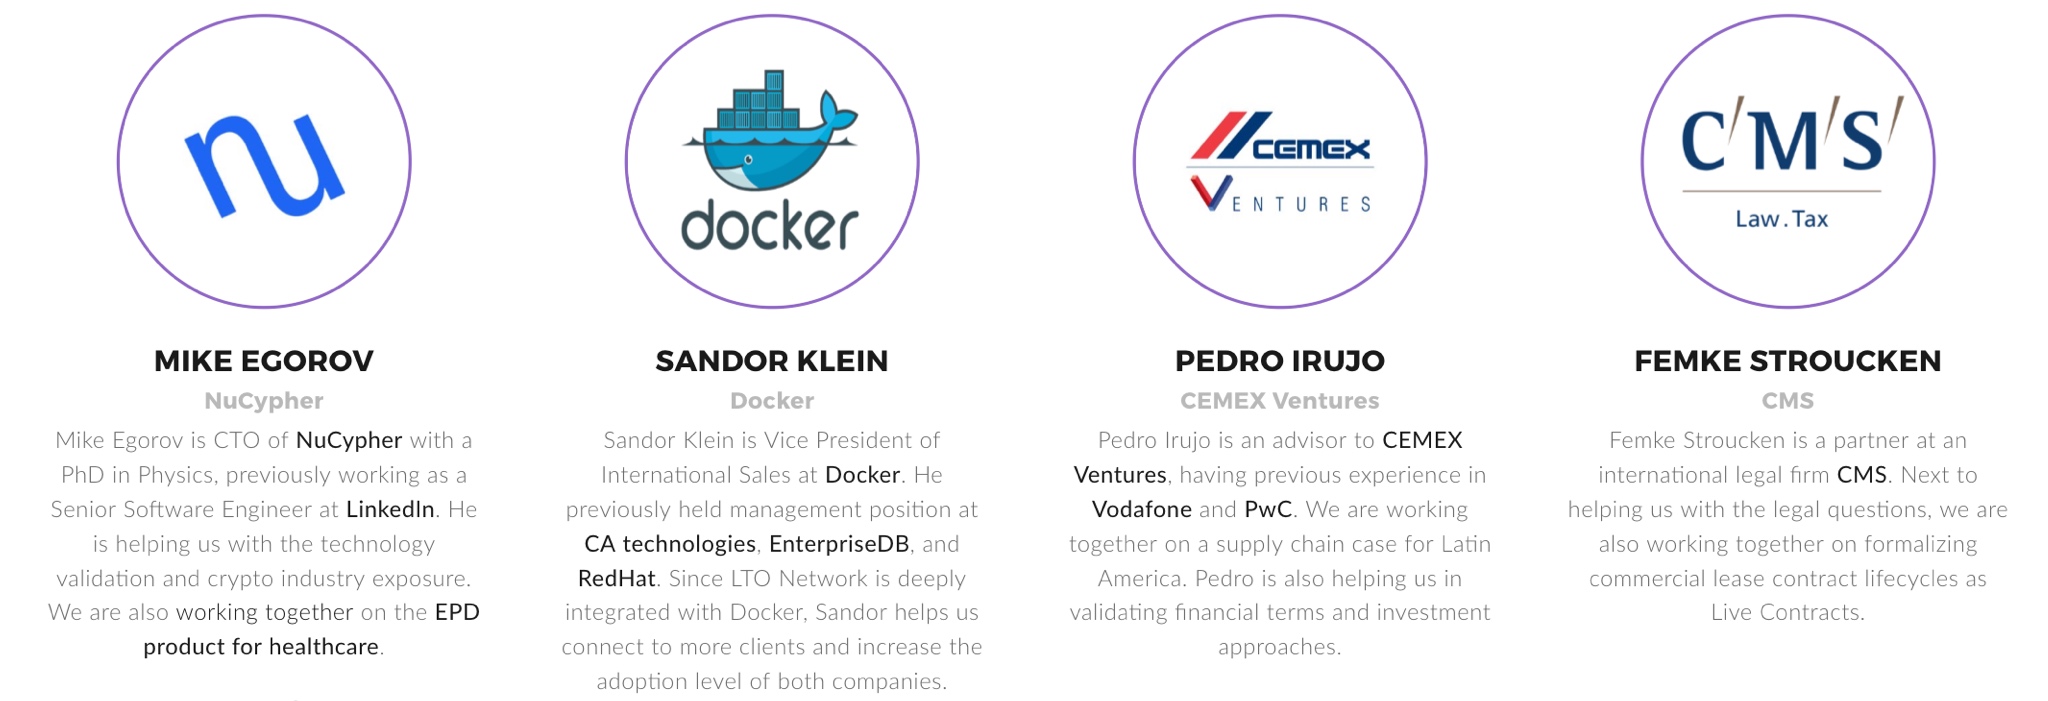 nu
docker
CEMEX
VENTURES
C'M'S'
Law.Tax
MIKE EGOROV
NuCypher
Mike Egorov is CTO of NuCypher with a
PhD in Physics, previously working as a
Senior Software Engineer at LinkedIn. He
is helping us with the technology
validation and crypto industry exposure.
We are also working together on the EPD
product for healthcare.
SANDOR KLEIN
Docker
Sandor Klein is Vice President of
International Sales at Docker. He
previously held management position at
CA technologies, EnterpriseDB, and
RedHat. Since LTO Network is deeply
integrated with Docker, Sandor helps us
connect to more clients and increase the
adoption level of both companies.
PEDRO IRUJO
CEMEX Ventures
Pedro Irujo is an advisor to CEMEX
Ventures, having previous experience in
Vodafone and PwC. We are working
together on a supply chain case for Latin
America. Pedro is also helping us in
validating financial terms and investment
approaches.
FEMKE STROUCKEN
CMS
Femke Stroucken is a partner at an
international legal firm CMS. Next to
helping us with the legal questions, we are
also working together on formalizing
commercial lease contract lifecycles as
Live Contracts.